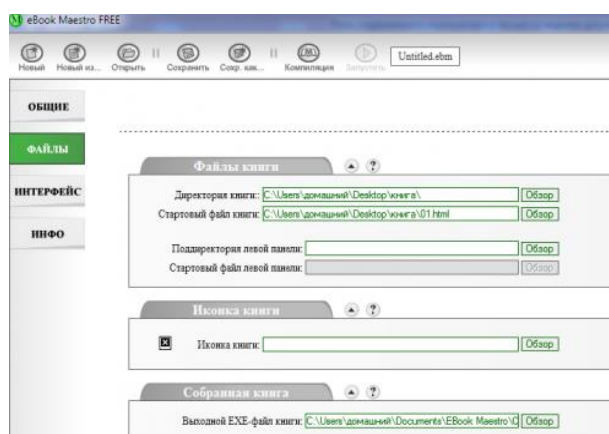 eBook Maestro FREE
Новый Новый из... Открыть Сохранить Сохр. как... Компиляция Запустить Untitled.ebm
ОБЩИЕ
ФАЙЛЫ
ИНТЕРФЕЙС
ИНФО
Файлы книги ?
Директория книги: C:\Users\домашний\Desktop\книга\ Обзор
Стартовый файл книги: C:\Users\домашний\Desktop\книга\01.html Обзор
Поддиректория левой панели: Обзор
Стартовый файл левой панели: Обзор
Иконка книги ?
Иконка книги: Обзор
Собранная книга ?
Выходной EXE-файл книги: C:\Users\домашний\Documents\EBook Maestro\C Обзор